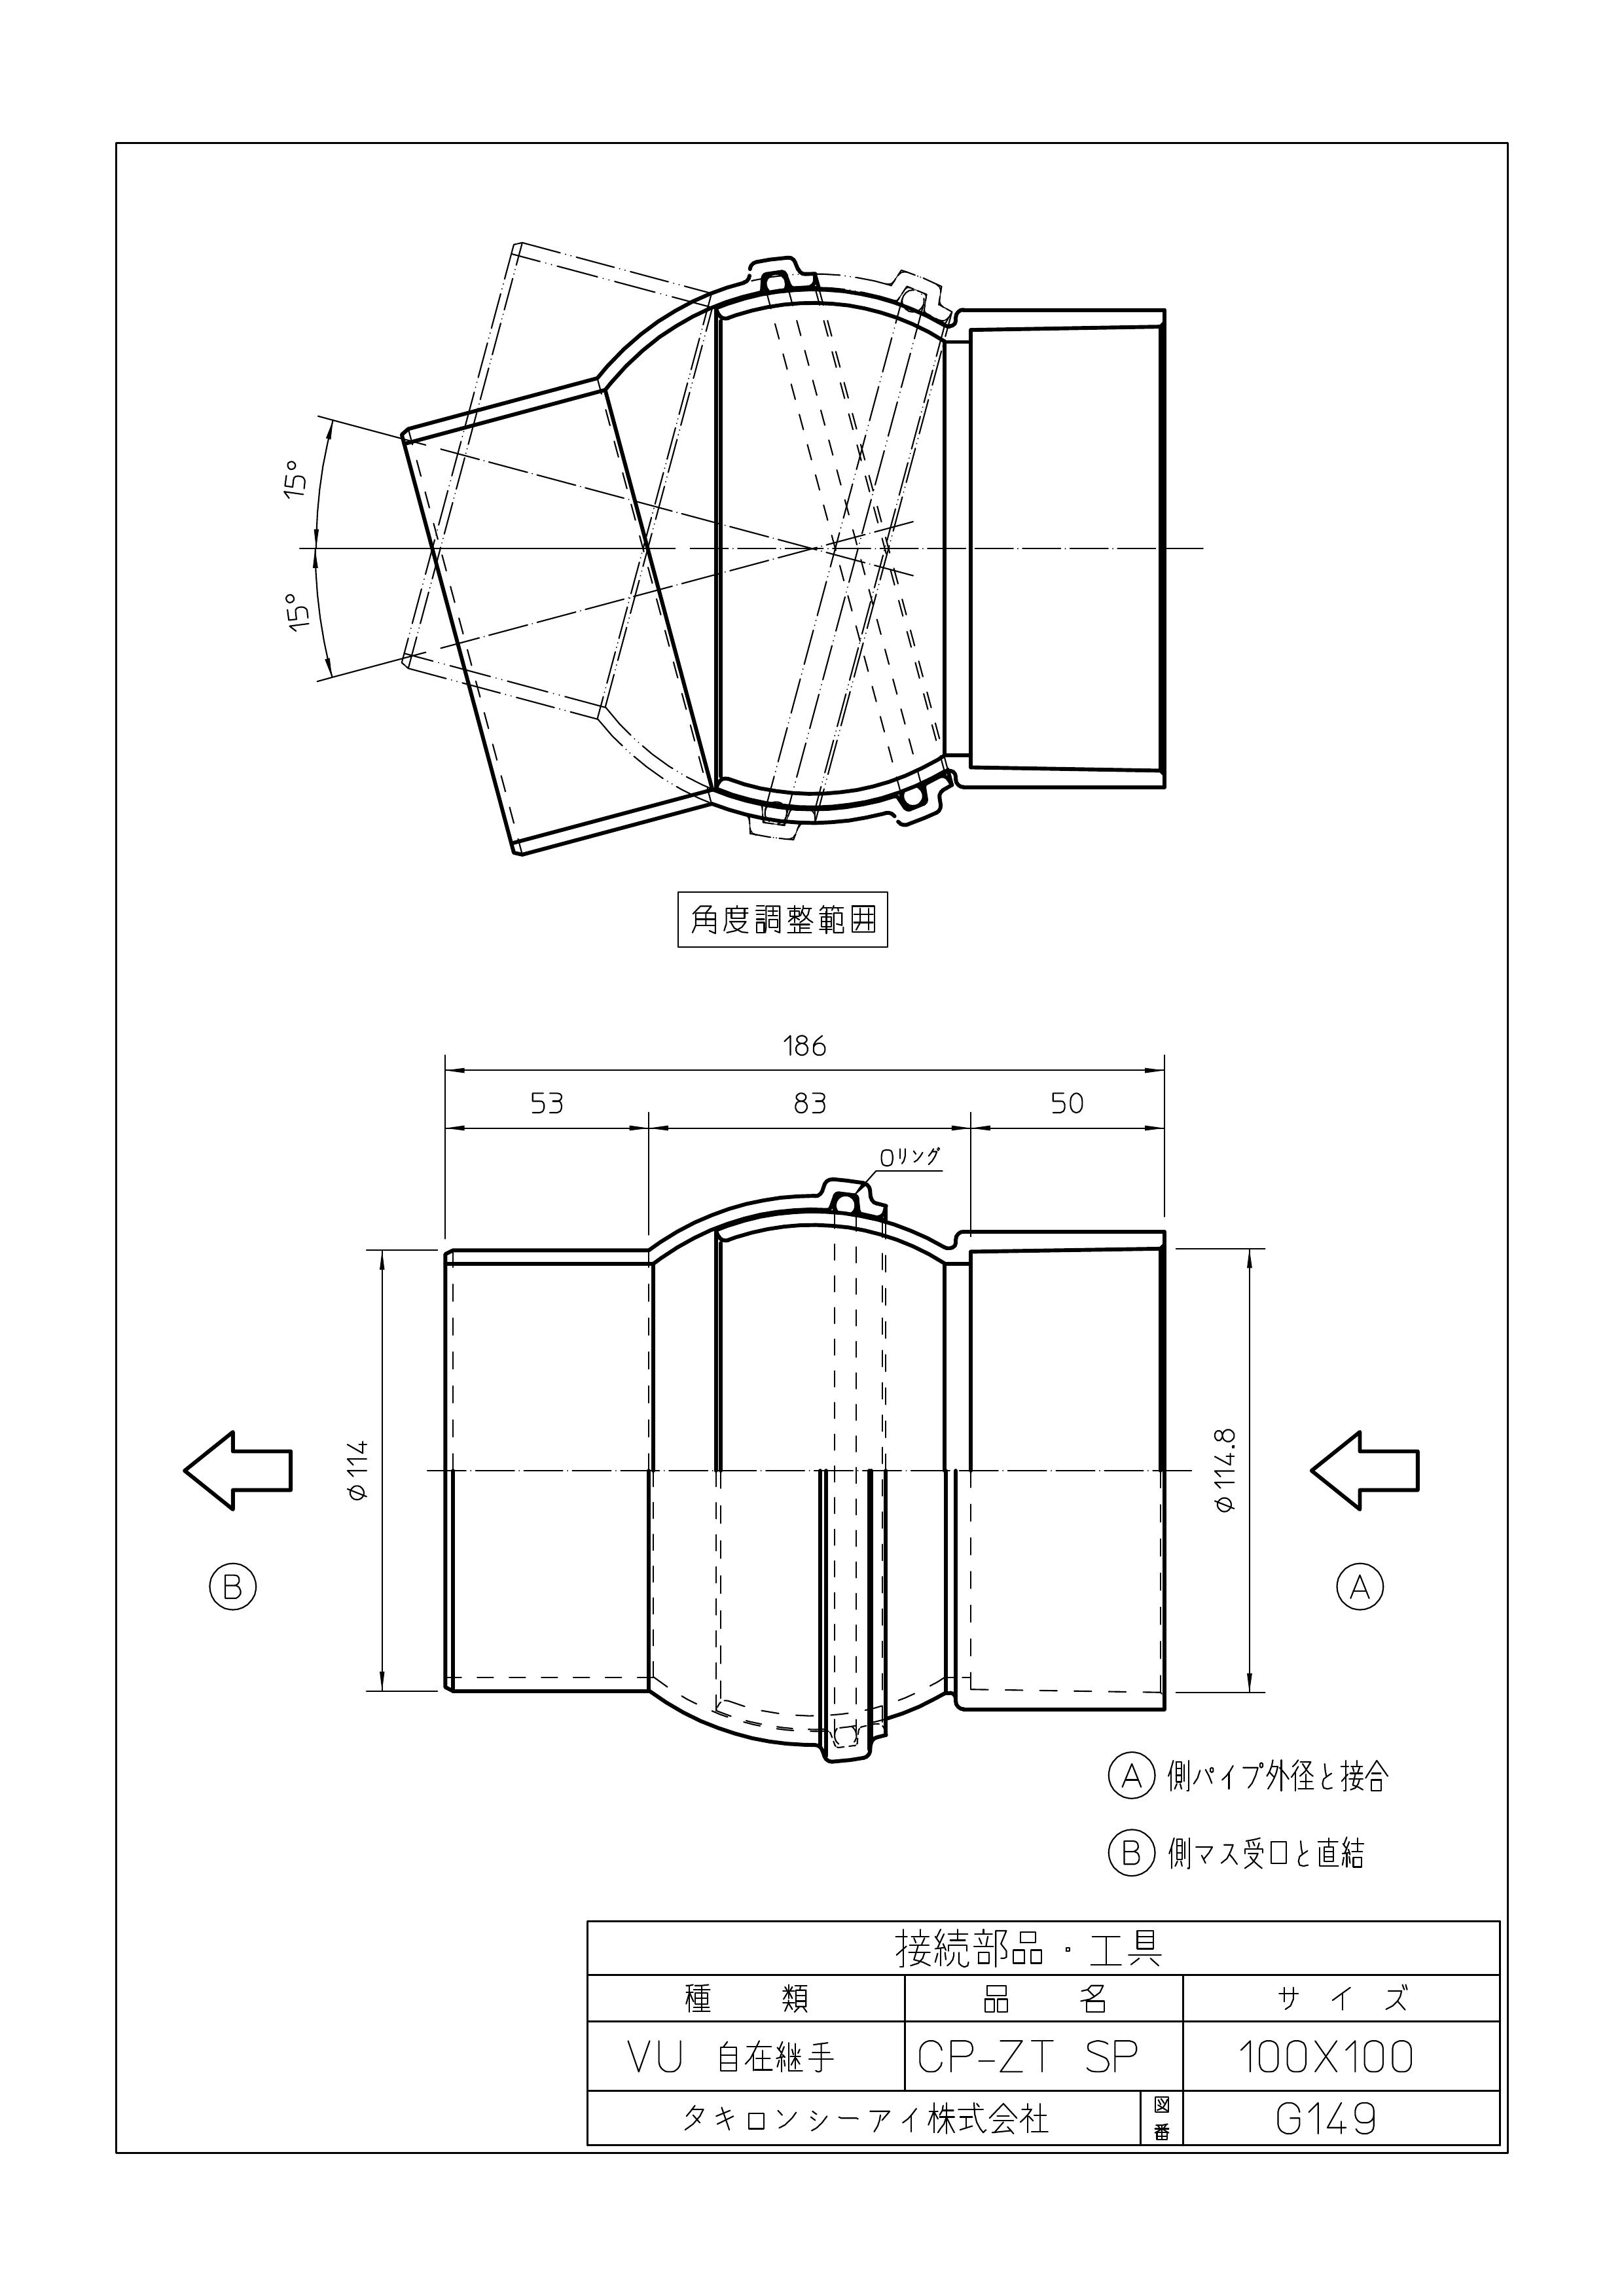 15°
15°
角度調整範囲
186
53 83 50
Oリング
φ114
φ114.8
B
A
A 側パイプ外径と接合
B 側マス受口と直結
接続部品・工具
種類 品名 サイズ
VU 自在継手 CP-ZT SP 100X100
タキロンシーアイ株式会社 図番 G149